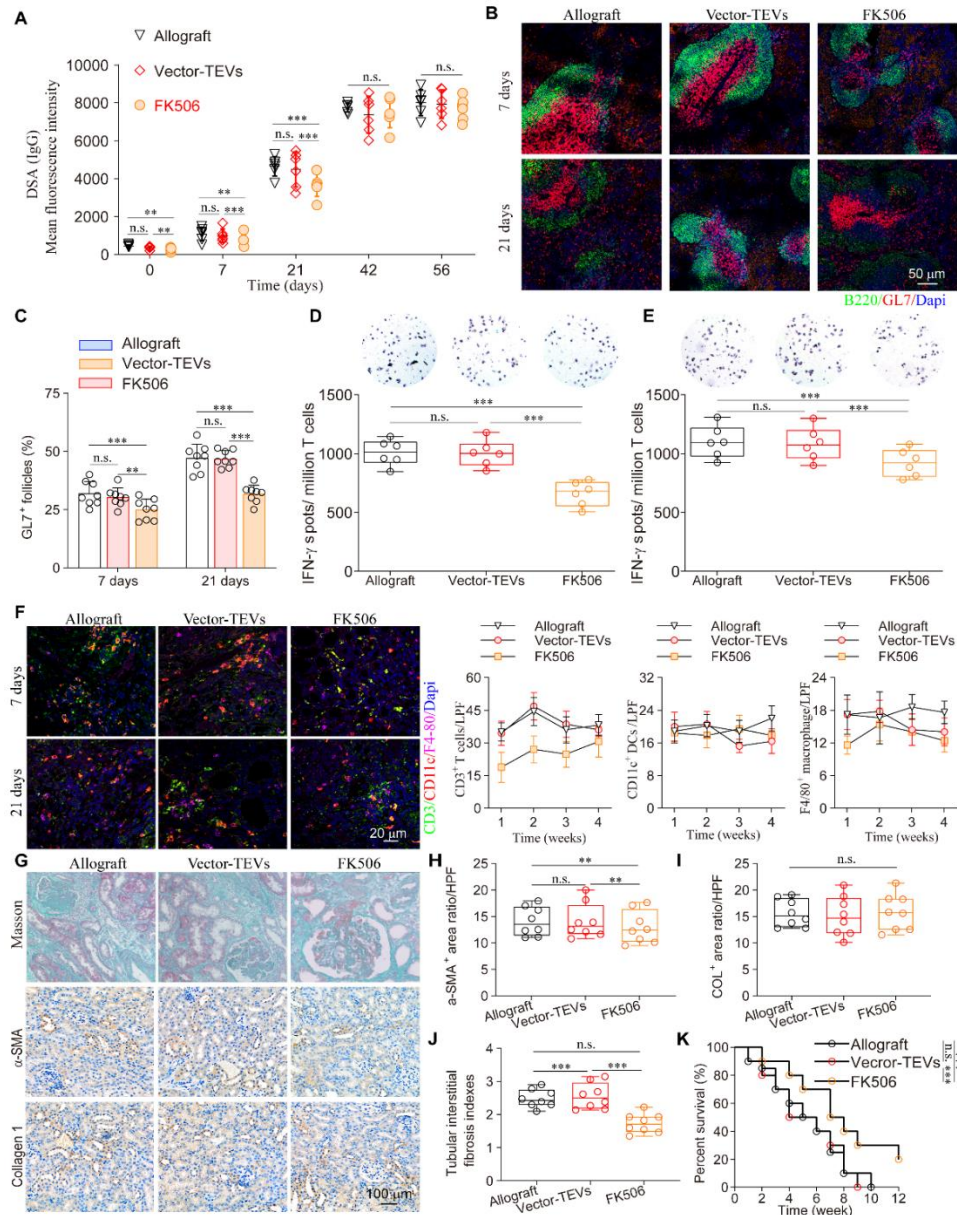 A
Allograft
Vector-TEVs
FK506
DSA (IgG)
Mean fluorescence intensity
10000
8000
6000
4000
2000
0
**
n.s.
**
**
n.s.
***
***
n.s.
***
n.s.
n.s.
0 7 21 42 56
Time (days)
B
Allograft Vector-TEVs FK506
7 days
21 days
50 μm
B220/GL7/Dapi
C
Allograft
Vector-TEVs
FK506
GL7+ follicles (%)
75
50
25
0
***
n.s.
**
***
n.s.
***
7 days 21 days
D
IFN-γ spots/ million T cells
1500
1000
500
0
***
n.s. ***
Allograft Vector-TEVs FK506
E
IFN-γ spots/ million T cells
1500
1000
500
0
***
n.s. ***
Allograft Vector-TEVs FK506
F
Allograft Vector-TEVs FK506
7 days
21 days
20 μm
CD3/CD11c/F4-80/Dapi
Allograft
Vector-TEVs
FK506
CD3+ T cells/LPF
60
45
30
15
0
1 2 3 4
Time (weeks)
Allograft
Vector-TEVs
FK506
CD11c+ DCs/LPF
30
24
18
12
6
0
1 2 3 4
Time (weeks)
Allograft
Vector-TEVs
FK506
F4/80+ macrophage/LPF
24
18
12
6
0
1 2 3 4
Time (weeks)
G
Allograft Vector-TEVs FK506
Masson
α-SMA
Collagen 1
100 μm
H
a-SMA+ area ratio/HPF
25
20
15
10
5
0
**
n.s. **
Allograft Vector-TEVs FK506
I
COL+ area ratio/HPF
25
20
15
10
5
0
n.s.
Allograft Vector-TEVs FK506
J
Tubular interstitial
fibrosis indexes
4
3
2
1
0
n.s.
*** ***
Allograft Vector-TEVs FK506
K
Allograft
Vecror-TEVs
FK506
n.s. ***
Percent survival (%)
100
80
60
40
20
0
0 2 4 6 8 10 12
Time (week)